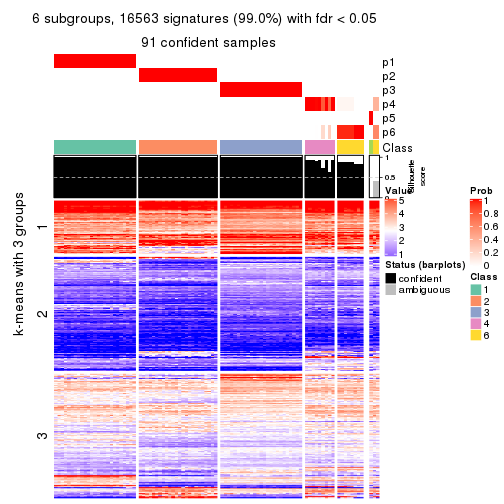 6 subgroups, 16563 signatures (99.0%) with fdr < 0.05
91 confident samples
p1
p2
p3
p4
p5
p6
Class
1
0.5
0
Silhouette
score
k-means with 3 groups
1
2
3
Value
5
4
3
2
1
Status (barplots)
confident
ambiguous
Prob
1
0.8
0.6
0.4
0.2
0
Class
1
2
3
4
5
6